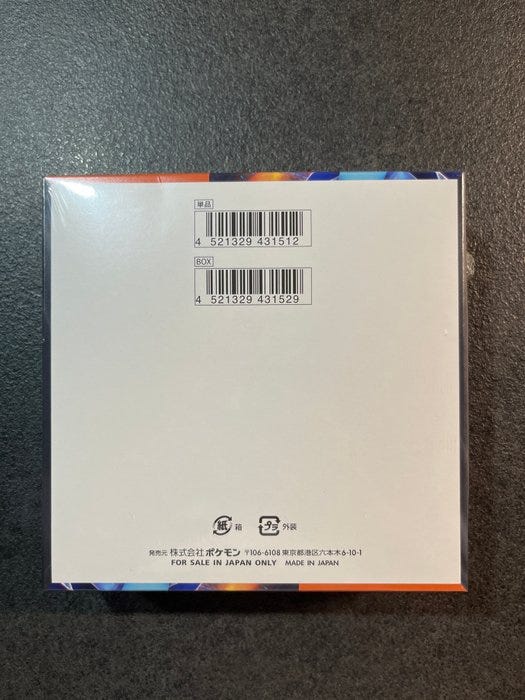 単品
4 521329 431512
BOX
4 521329 431529
紙 箱 プラ 外装
発売元 株式会社ポケモン 〒106-6108 東京都港区六本木6-10-1
FOR SALE IN JAPAN ONLY MADE IN JAPAN